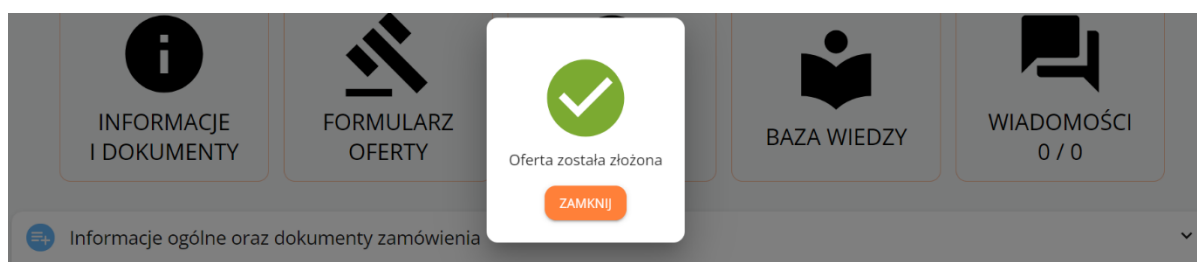 INFORMACJE
I DOKUMENTY
FORMULARZ
OFERTY
Oferta została złożona
ZAMKNIJ
BAZA WIEDZY
WIADOMOŚCI
0 / 0
Informacje ogólne oraz dokumenty zamówienia